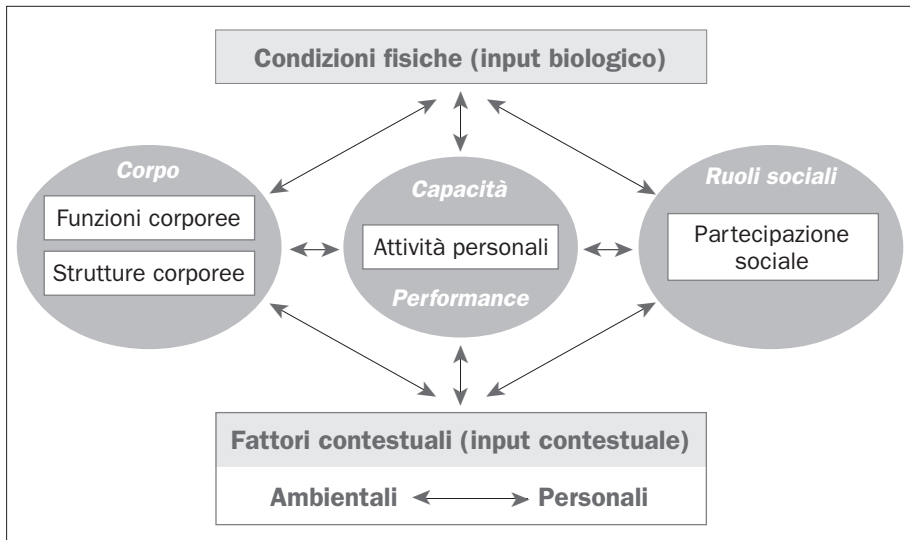 Condizioni fisiche (input biologico)
Corpo
Funzioni corporee
Strutture corporee
Capacità
Attività personali
Performance
Ruoli sociali
Partecipazione
sociale
Fattori contestuali (input contestuale)
Ambientali Personali